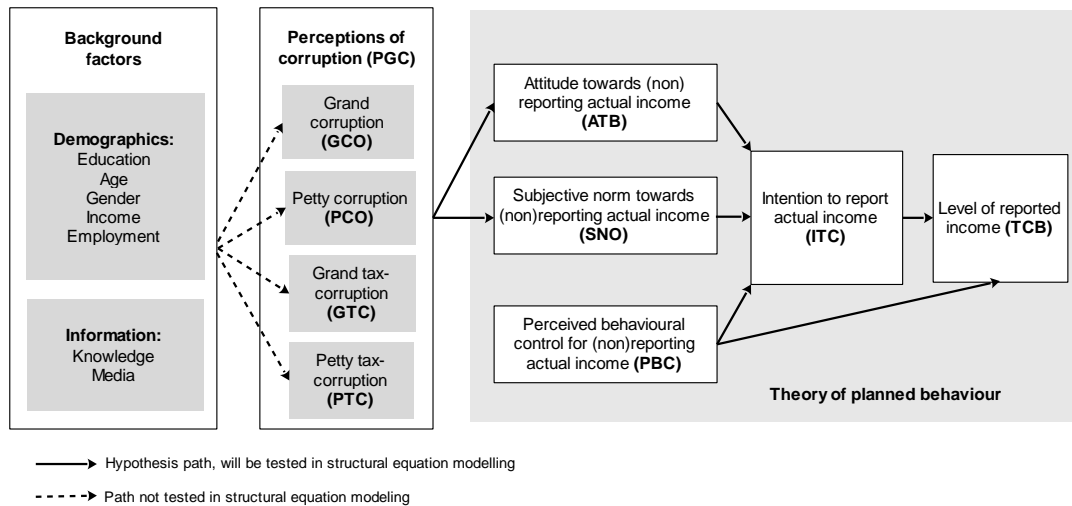 Background
factors
Demographics:
Education
Age
Gender
Income
Employment
Information:
Knowledge
Media
Perceptions of
corruption (PGC)
Grand
corruption
(GCO)
Petty corruption
(PCO)
Grand tax-
corruption
(GTC)
Petty tax-
corruption
(PTC)
Attitude towards (non)
reporting actual income
(ATB)
Subjective norm towards
(non)reporting actual income
(SNO)
Perceived behavioural
control for (non)reporting
actual income (PBC)
Intention to report
actual income
(ITC)
Level of reported
income (TCB)
Theory of planned behaviour
Hypothesis path, will be tested in structural equation modelling
Path not tested in structural equation modeling